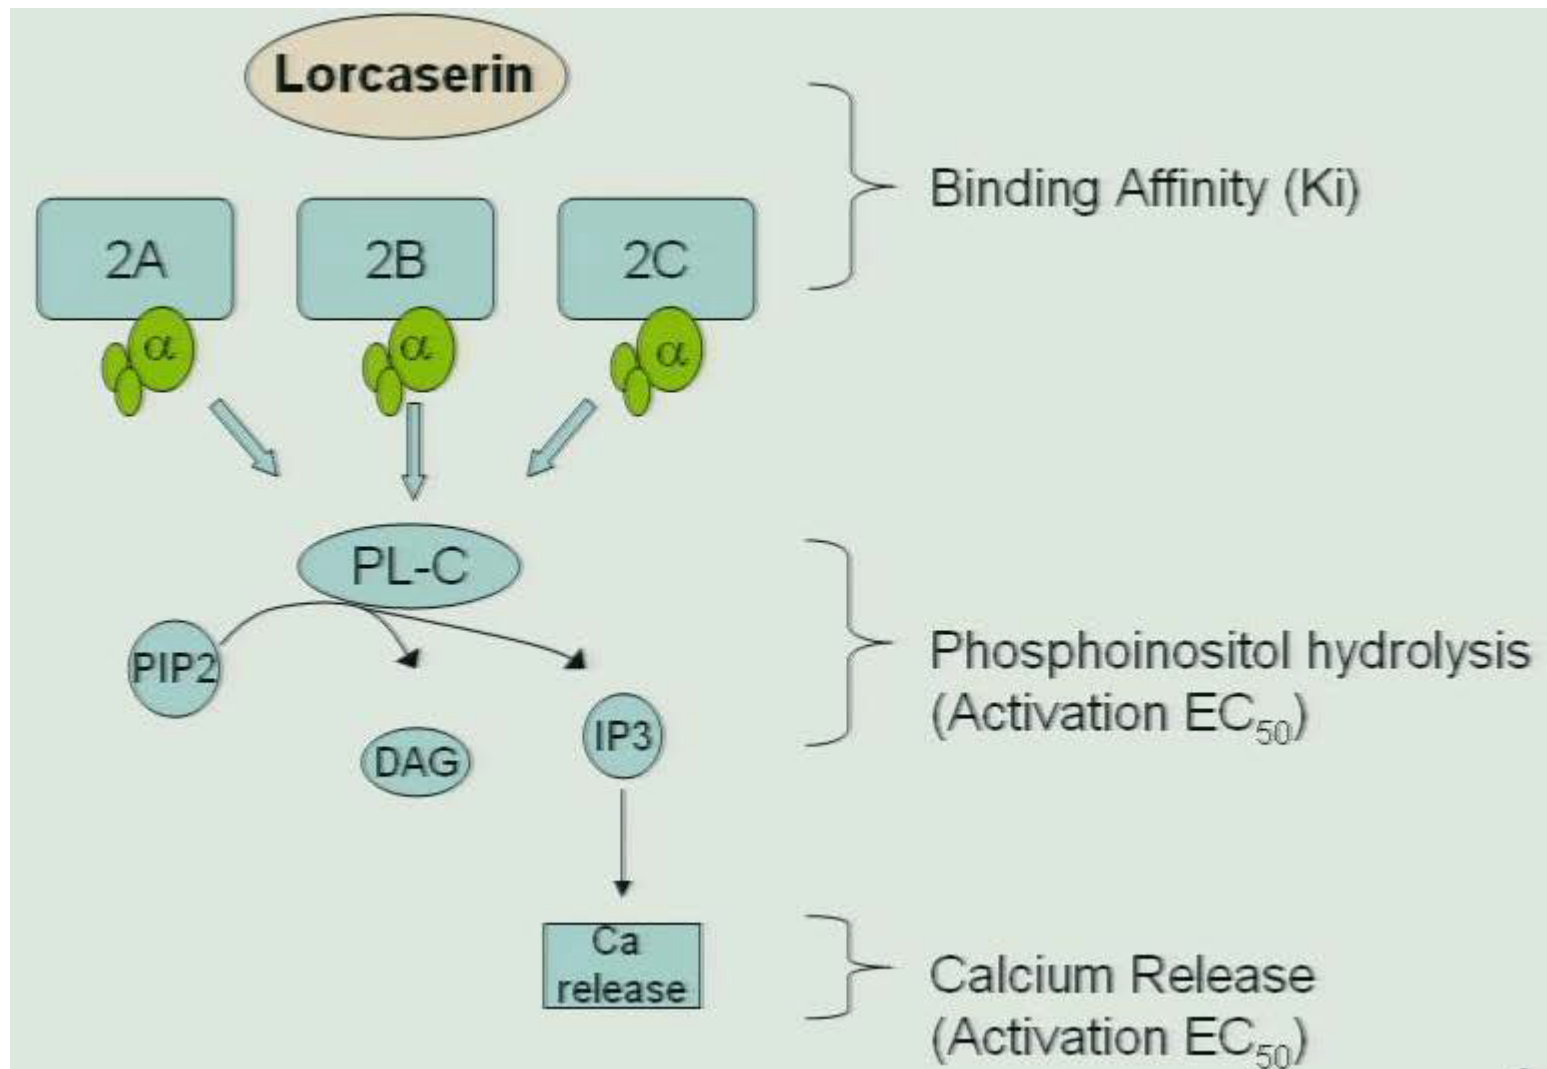 Lorcaserin
Binding Affinity (Ki)
2A
2B
2C
α
α
α
PL-C
PIP2
DAG
IP3
Phosphoinositol hydrolysis
(Activation EC50)
Ca
release
Calcium Release
(Activation EC50)